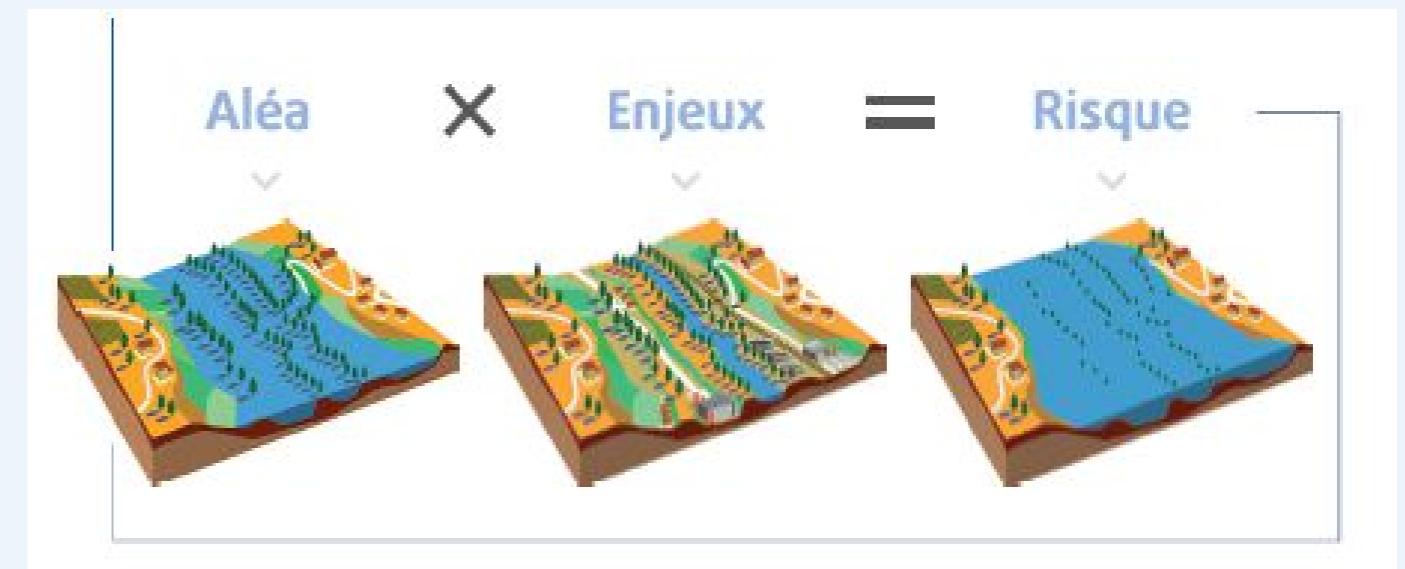 Aléa × Enjeux = Risque